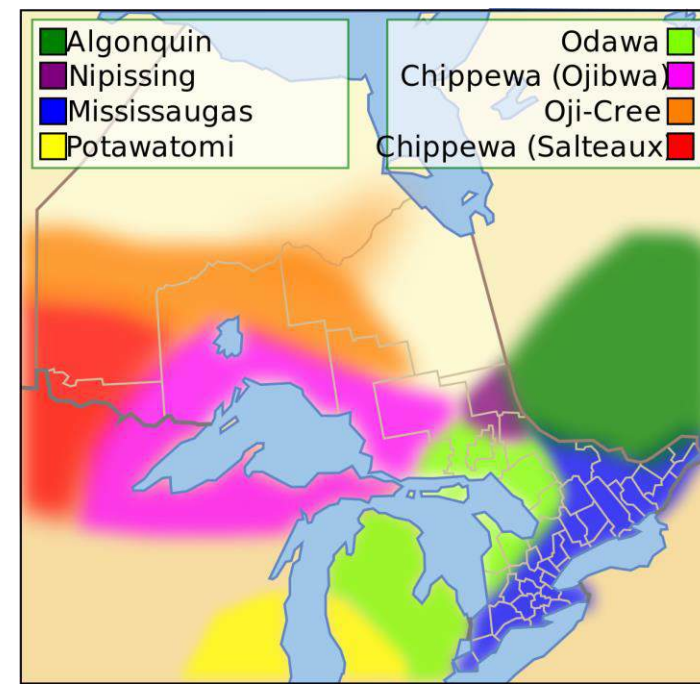 Algonquin
Nipissing
Mississaugas
Potawatomi
Odawa
Chippewa (Ojibwa)
Oji-Cree
Chippewa (Salteaux)